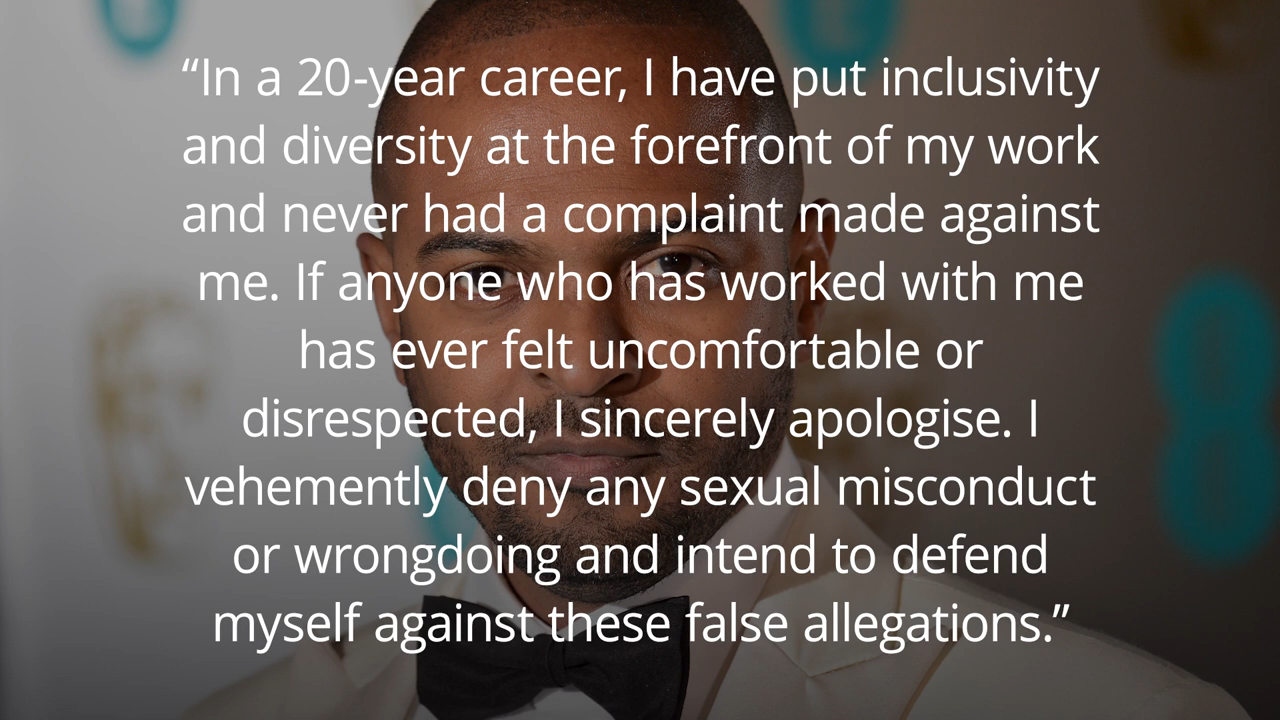 “In a 20-year career, I have put inclusivity
and diversity at the forefront of my work
and never had a complaint made against
me. If anyone who has worked with me
has ever felt uncomfortable or
disrespected, I sincerely apologise. I
vehemently deny any sexual misconduct
or wrongdoing and intend to defend
myself against these false allegations.”